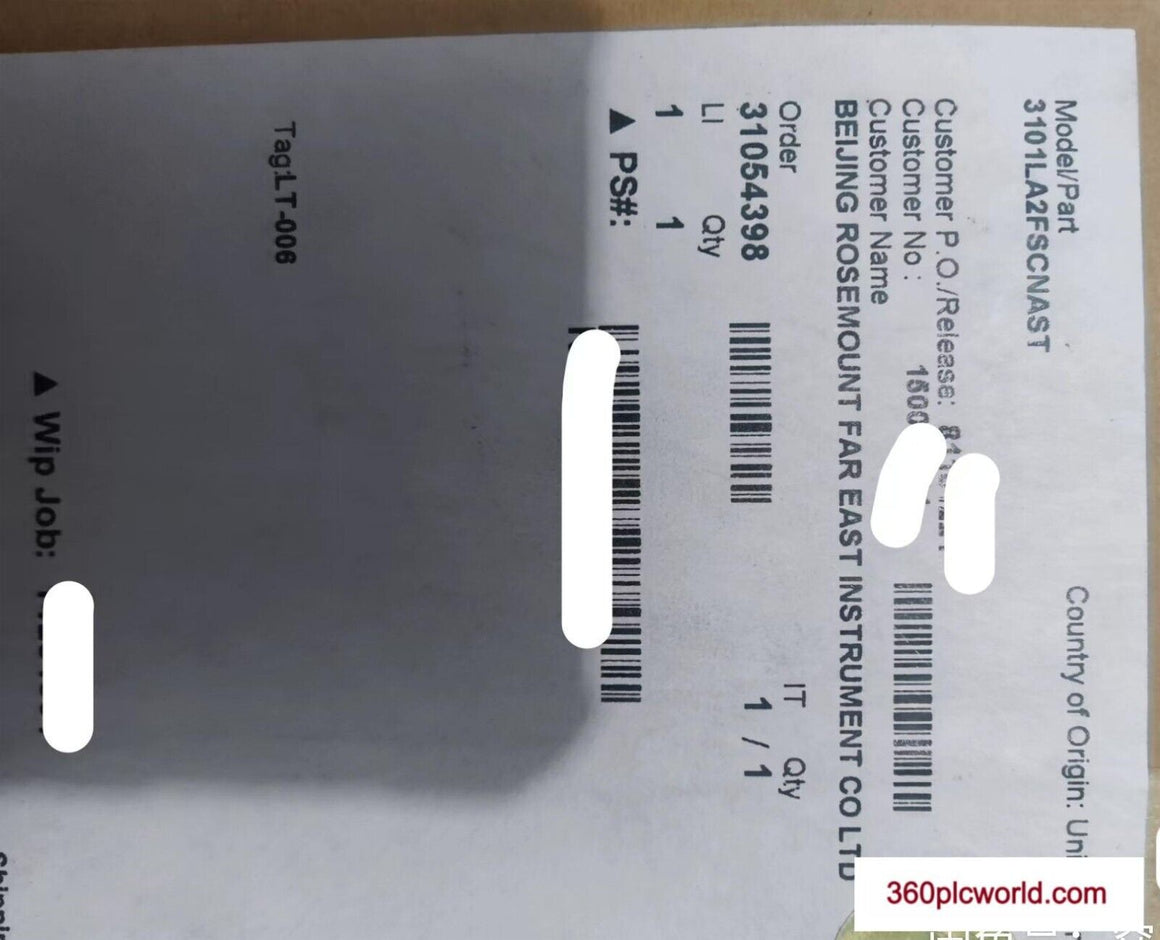 Model/Part
3101LA2FSCNAST
Country of Origin:
Customer P.O./Release:
Customer No :
Customer Name
BEIJING ROSEMOUNT FAR EAST INSTRUMENT CO LTD
Order IT Qty
31054398 1 / 1
LI Qty
1 1
▲ PS#:
Tag:LT-006
▲ Wip Job:
360plcworld.com